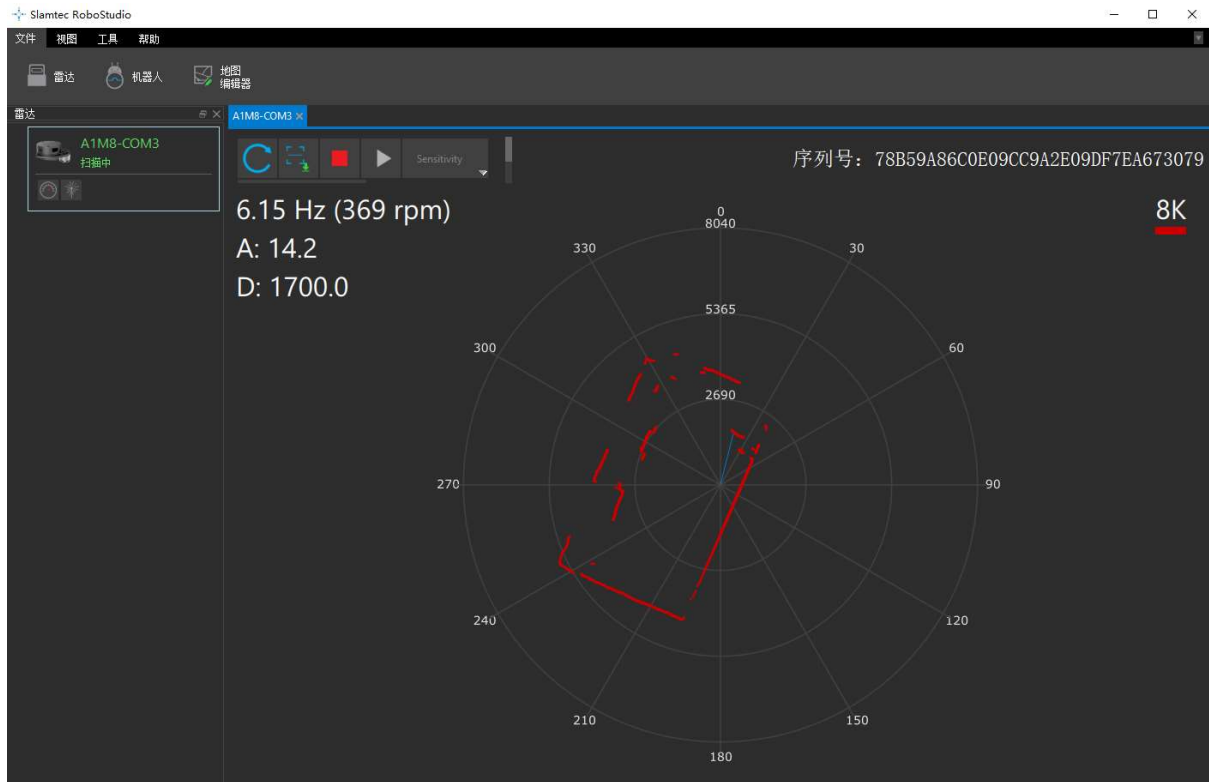 Slamtec RoboStudio
文件 视图 工具 帮助
雷达 机器人 地图
编辑器
雷达
A1M8-COM3
A1M8-COM3
扫描中
Sensitivity
序列号: 78B59A86C0E09CC9A2E09DF7EA673079
6.15 Hz (369 rpm)
8K
A: 14.2
D: 1700.0
0
8040
330
30
5365
300
60
2690
270
90
240
120
210
150
180